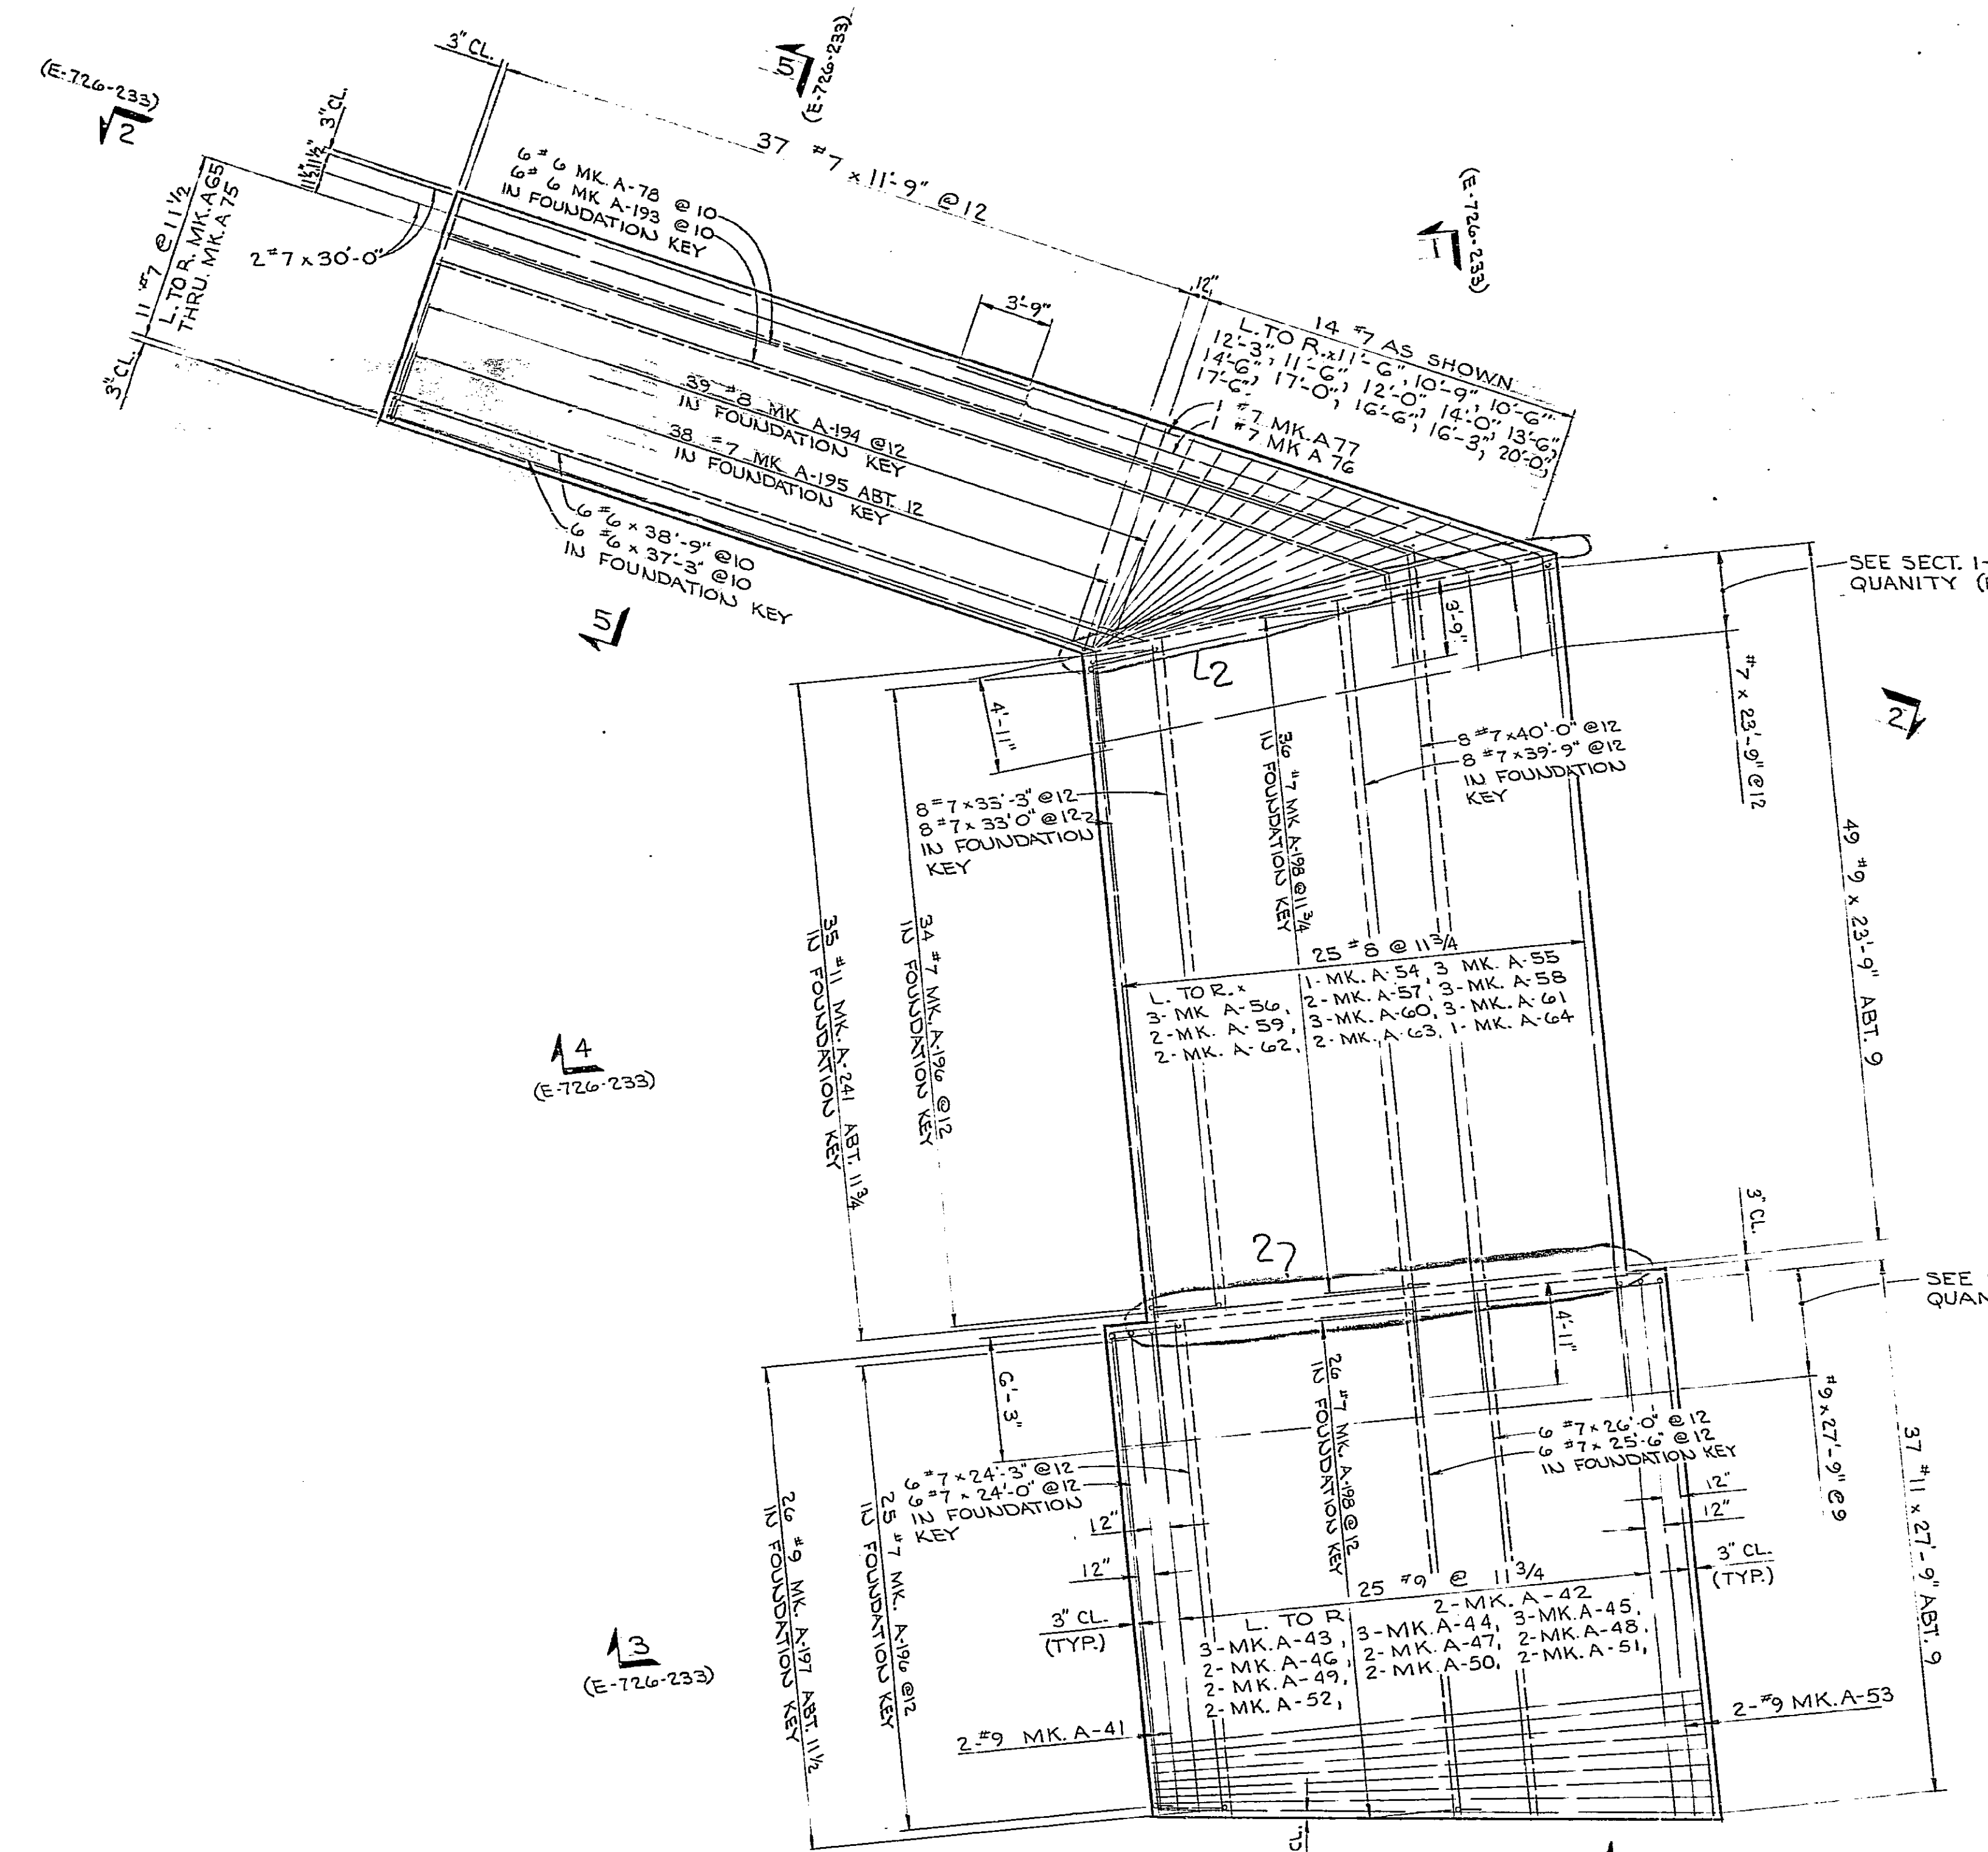 (E-726-233)
2
3" CL.
5
(E-726-233)
3" CL.
11½"
11½"
11 #7 @ 11½
L. TO R. MK. A65
THRU. MK. A75
3" CL.
2 #7 x 30'-0"
6 #6 MK. A-78 @ 10
6 #6 MK A-193 @ 10
IN FOUNDATION KEY
37 #7 x 11'-9" @ 12
1
(E-726-233)
3'-9"
12"
14 #7 AS SHOWN
L. TO R. x 11'-6", 10'-9", 10'-6"
12'-3", 11'-6", 12'-0", 14'-0", 13'-6",
14'-6", 17'-0", 16'-6", 16'-3", 20'-0",
17'-6"
1 #7 MK. A77
1 #7 MK A 76
39 #8 MK A-194 @ 12
IN FOUNDATION KEY
38 #7 MK A-195 ABT. 12
IN FOUNDATION KEY
6 #6 x 38'-9" @10
6 #6 x 37'-3" @10
IN FOUNDATION KEY
5
SEE SECT. 1-
QUANITY (
3'-9"
2
4'-11"
#7 x 23'-9" @ 12
2
8 #7 x 40'-0" @12
8 #7 x 39'-9" @12
IN FOUNDATION
KEY
36 #7 MK A-198 @ 11¾
IN FOUNDATION KEY
8 #7 x 33'-3" @12
8 #7 x 33'0" @12
IN FOUNDATION
KEY
49 #9 x 23'-9" ABT. 9
35 #11 MK. A-241 ABT. 11¾
IN FOUNDATION KEY
34 #7 MK. A-196 @12
IN FOUNDATION KEY
25 #8 @ 11¾
L. TO R. x 1- MK. A-54, 3 MK. A-55
3- MK A-56, 2- MK. A-57, 3- MK. A-58
2- MK. A-59, 3- MK. A-60, 3- MK. A-61
2- MK. A-62, 2- MK. A-63, 1- MK. A-64
4
(E-726-233)
3" CL.
2
SEE
QUAN
4'-11"
6'-3"
#9 x 27'-9" @9
37 #11 x 27'-9" ABT. 9
26 #7 MK. A-198 @ 12
IN FOUNDATION KEY
6 #7 x 26'-0" @ 12
6 #7 x 25'-6" @ 12
IN FOUNDATION KEY
6 #7 x 24'-3" @12
6 #7 x 24'-0" @12
IN FOUNDATION
KEY
26 #9 MK. A-197 ABT. 11½
IN FOUNDATION KEY
25 #7 MK. A-196 @12
IN FOUNDATION KEY
12"
12"
12"
12"
3" CL.
(TYP.)
3" CL.
(TYP.)
25 #9 @ 11¾
L. TO R 2- MK. A-42
3- MK. A-43, 3- MK. A-44, 3- MK. A-45,
2- MK. A-46, 2- MK. A-47, 2- MK. A-48,
2- MK. A-49, 2- MK. A-50, 2- MK. A-51,
2- MK. A-52,
3
(E-726-233)
2-#9 MK. A-41
2-#9 MK. A-53